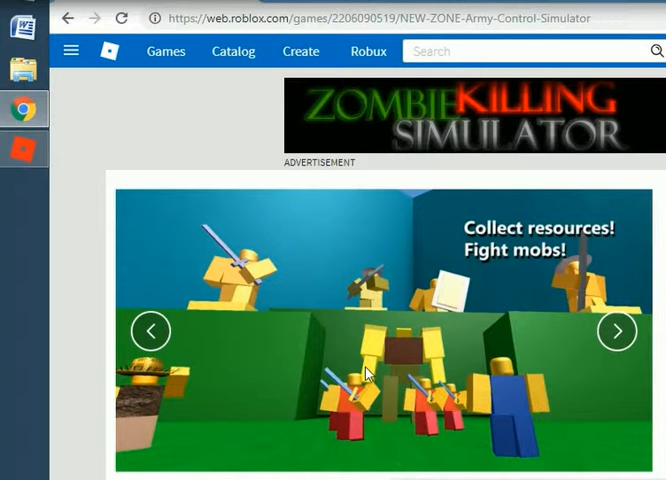 https://web.roblox.com/games/2206090519/NEW-ZONE-Army-Control-Simulator
Games Catalog Create Robux Search
ZOMBIE KILLING
SIMULATOR
ADVERTISEMENT
Collect resources!
Fight mobs!